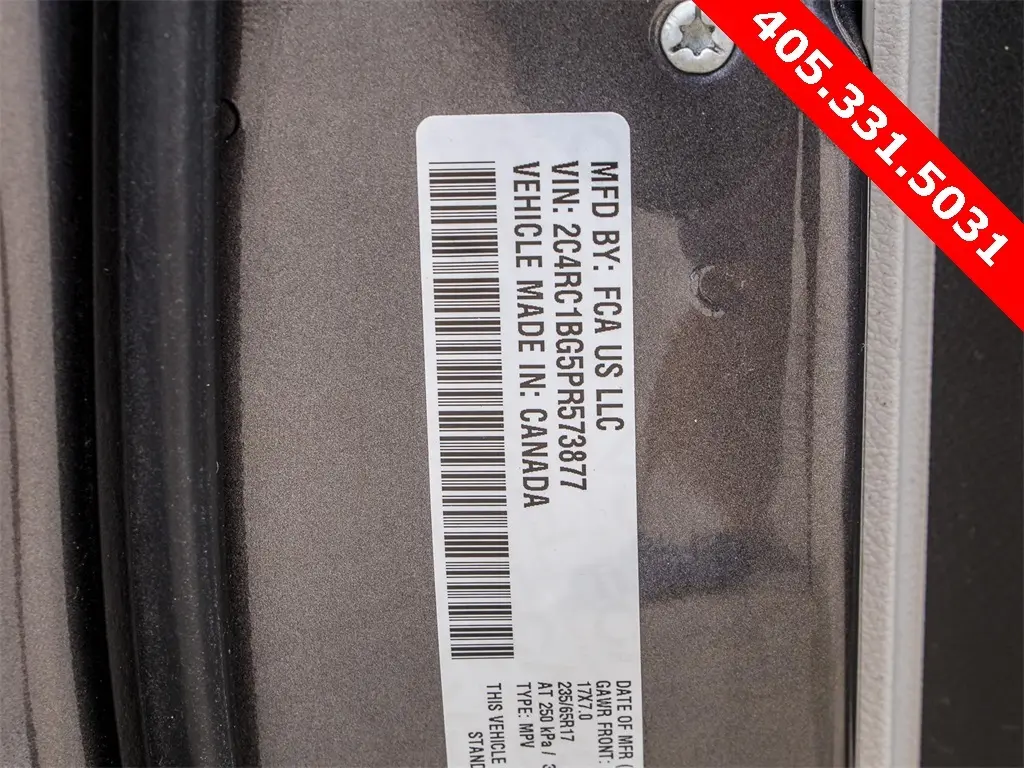 405.331.5031
MFD BY: FCA US LLC
VIN: 2C4RC1BG5PR573877
VEHICLE MADE IN: CANADA
DATE OF MFR
GAWR FRONT:
17X7.0
235/65R17
AT 250 kPa /
TYPE: MPV
THIS VEHICLE